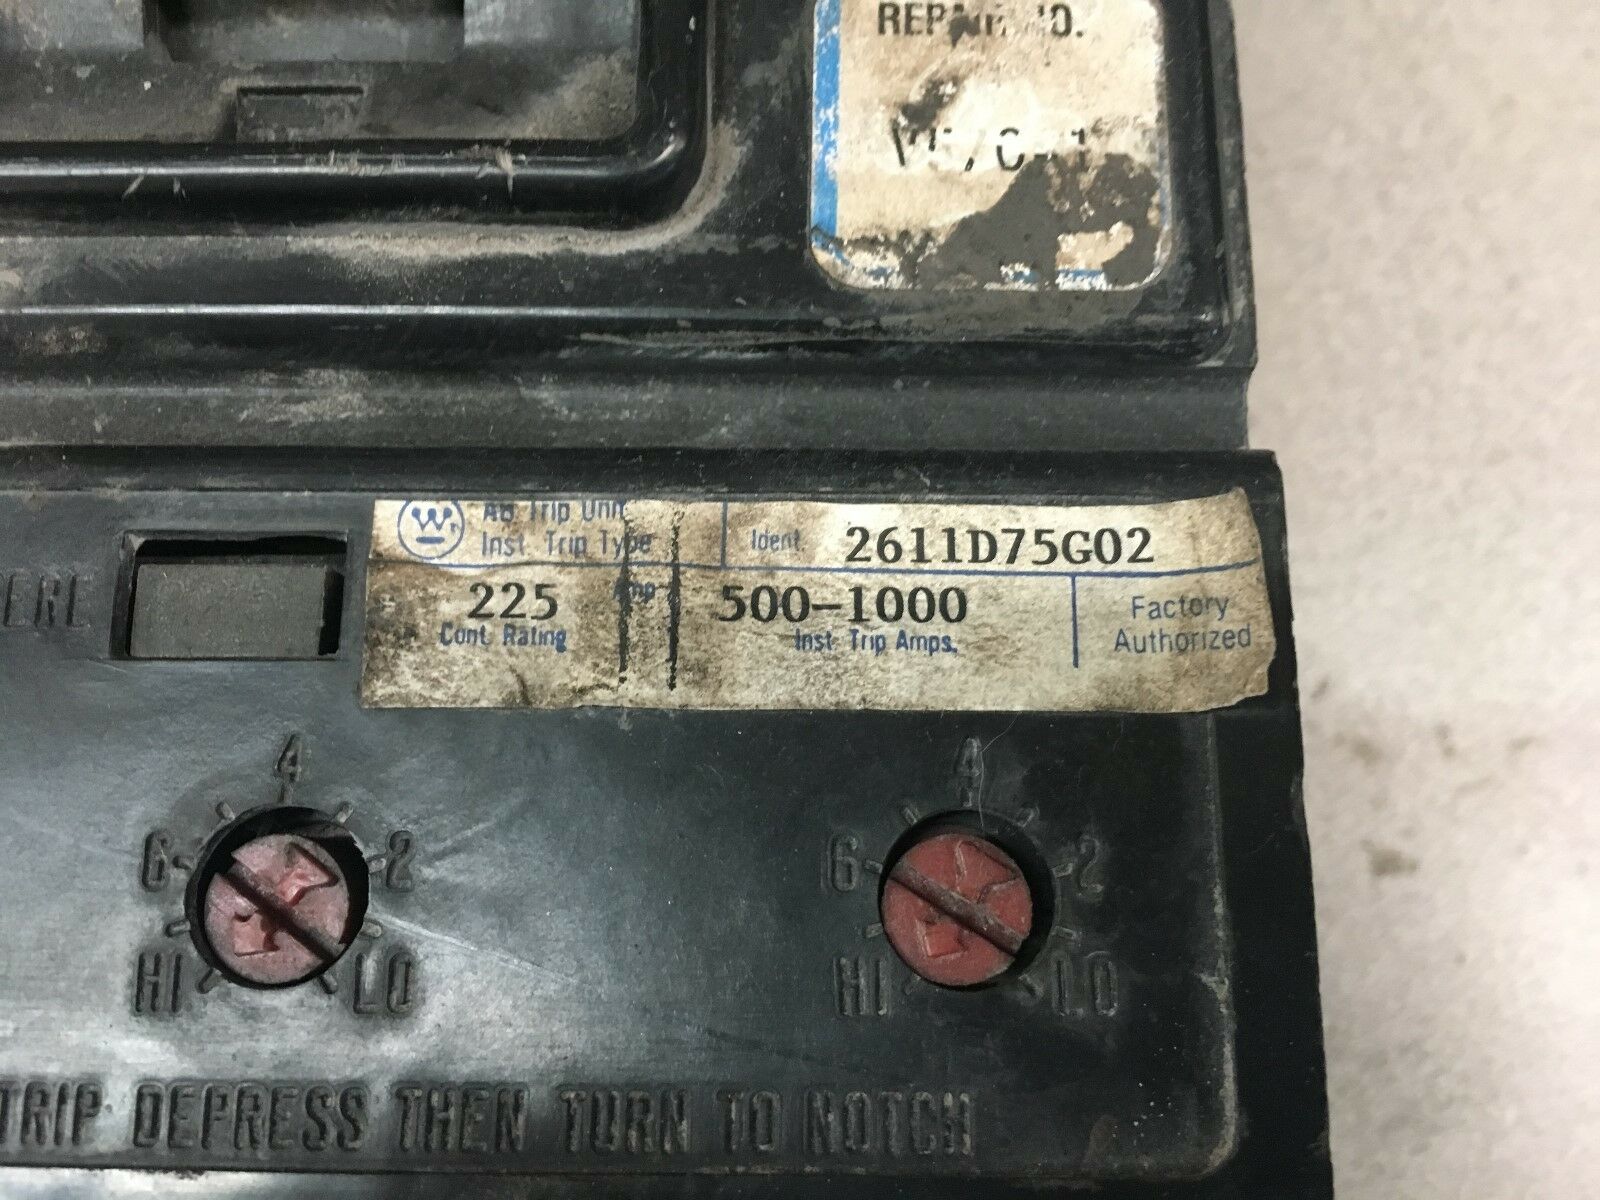 REPAIR NO.
W
AB Trip Unit
Inst. Trip Type
Ident. 2611D75G02
225 Amp 500-1000
Cont. Rating Inst. Trip Amps.
Factory
Authorized
4 4
6 2 6 2
HI LO HI LO
TRIP DEPRESS THEN TURN TO NOTCH